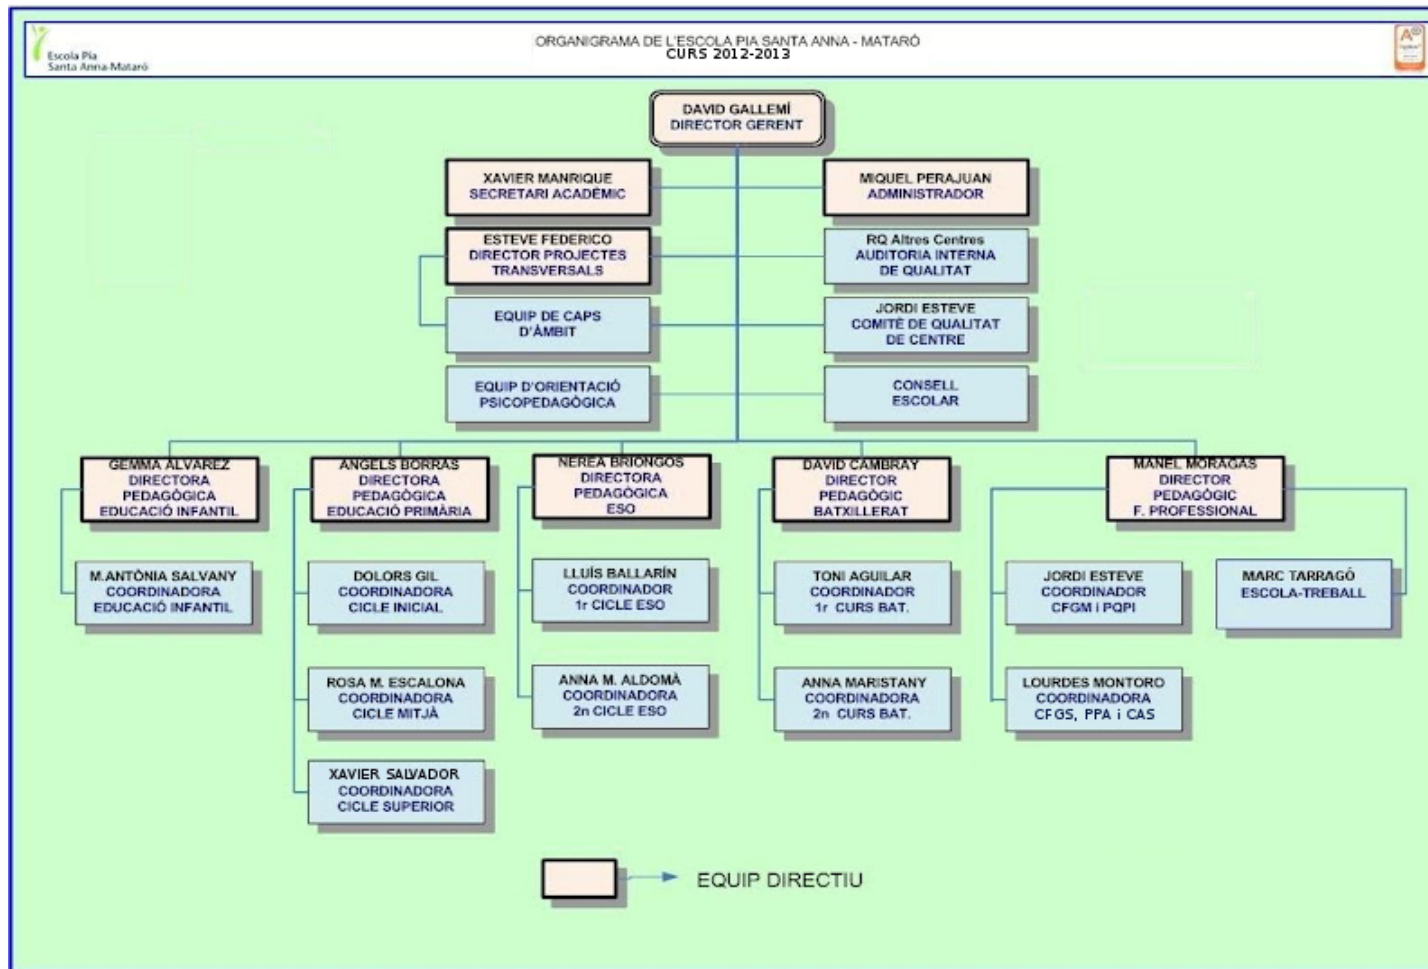 Escola Pia
Santa Anna-Mataró
ORGANIGRAMA DE L'ESCOLA PIA SANTA ANNA - MATARÓ
CURS 2012-2013
DAVID GALLEMÍ
DIRECTOR GERENT
XAVIER MANRIQUE
SECRETARI ACADÈMIC
MIQUEL PERAJUAN
ADMINISTRADOR
ESTEVE FEDERICO
DIRECTOR PROJECTES
TRANSVERSALS
RQ Altres Centres
AUDITORIA INTERNA
DE QUALITAT
EQUIP DE CAPS
D'ÀMBIT
JORDI ESTEVE
COMITÈ DE QUALITAT
DE CENTRE
EQUIP D'ORIENTACIÓ
PSICOPEDAGÒGICA
CONSELL
ESCOLAR
GEMMA ÁLVAREZ
DIRECTORA
PEDAGÒGICA
EDUCACIÓ INFANTIL
ANGELS BORRAS
DIRECTORA
PEDAGÒGICA
EDUCACIÓ PRIMÀRIA
NEREA BRIONGOS
DIRECTORA
PEDAGÒGICA
ESO
DAVID CAMBRAY
DIRECTOR
PEDAGÒGIC
BATXILLERAT
MANEL MORAGAS
DIRECTOR
PEDAGÒGIC
F. PROFESSIONAL
M.ANTÒNIA SALVANY
COORDINADORA
EDUCACIÓ INFANTIL
DOLORS GIL
COORDINADORA
CICLE INICIAL
LLUÍS BALLARÍN
COORDINADOR
1r CICLE ESO
TONI AGUILAR
COORDINADOR
1r CURS BAT.
JORDI ESTEVE
COORDINADOR
CFGM i PQPI
MARC TARRAGÓ
ESCOLA-TREBALL
ROSA M. ESCALONA
COORDINADORA
CICLE MITJÀ
ANNA M. ALDOMÀ
COORDINADORA
2n CICLE ESO
ANNA MARISTANY
COORDINADORA
2n CURS BAT.
LOURDES MONTORO
COORDINADORA
CFGS, PPA i CAS
XAVIER SALVADOR
COORDINADORA
CICLE SUPERIOR
EQUIP DIRECTIU